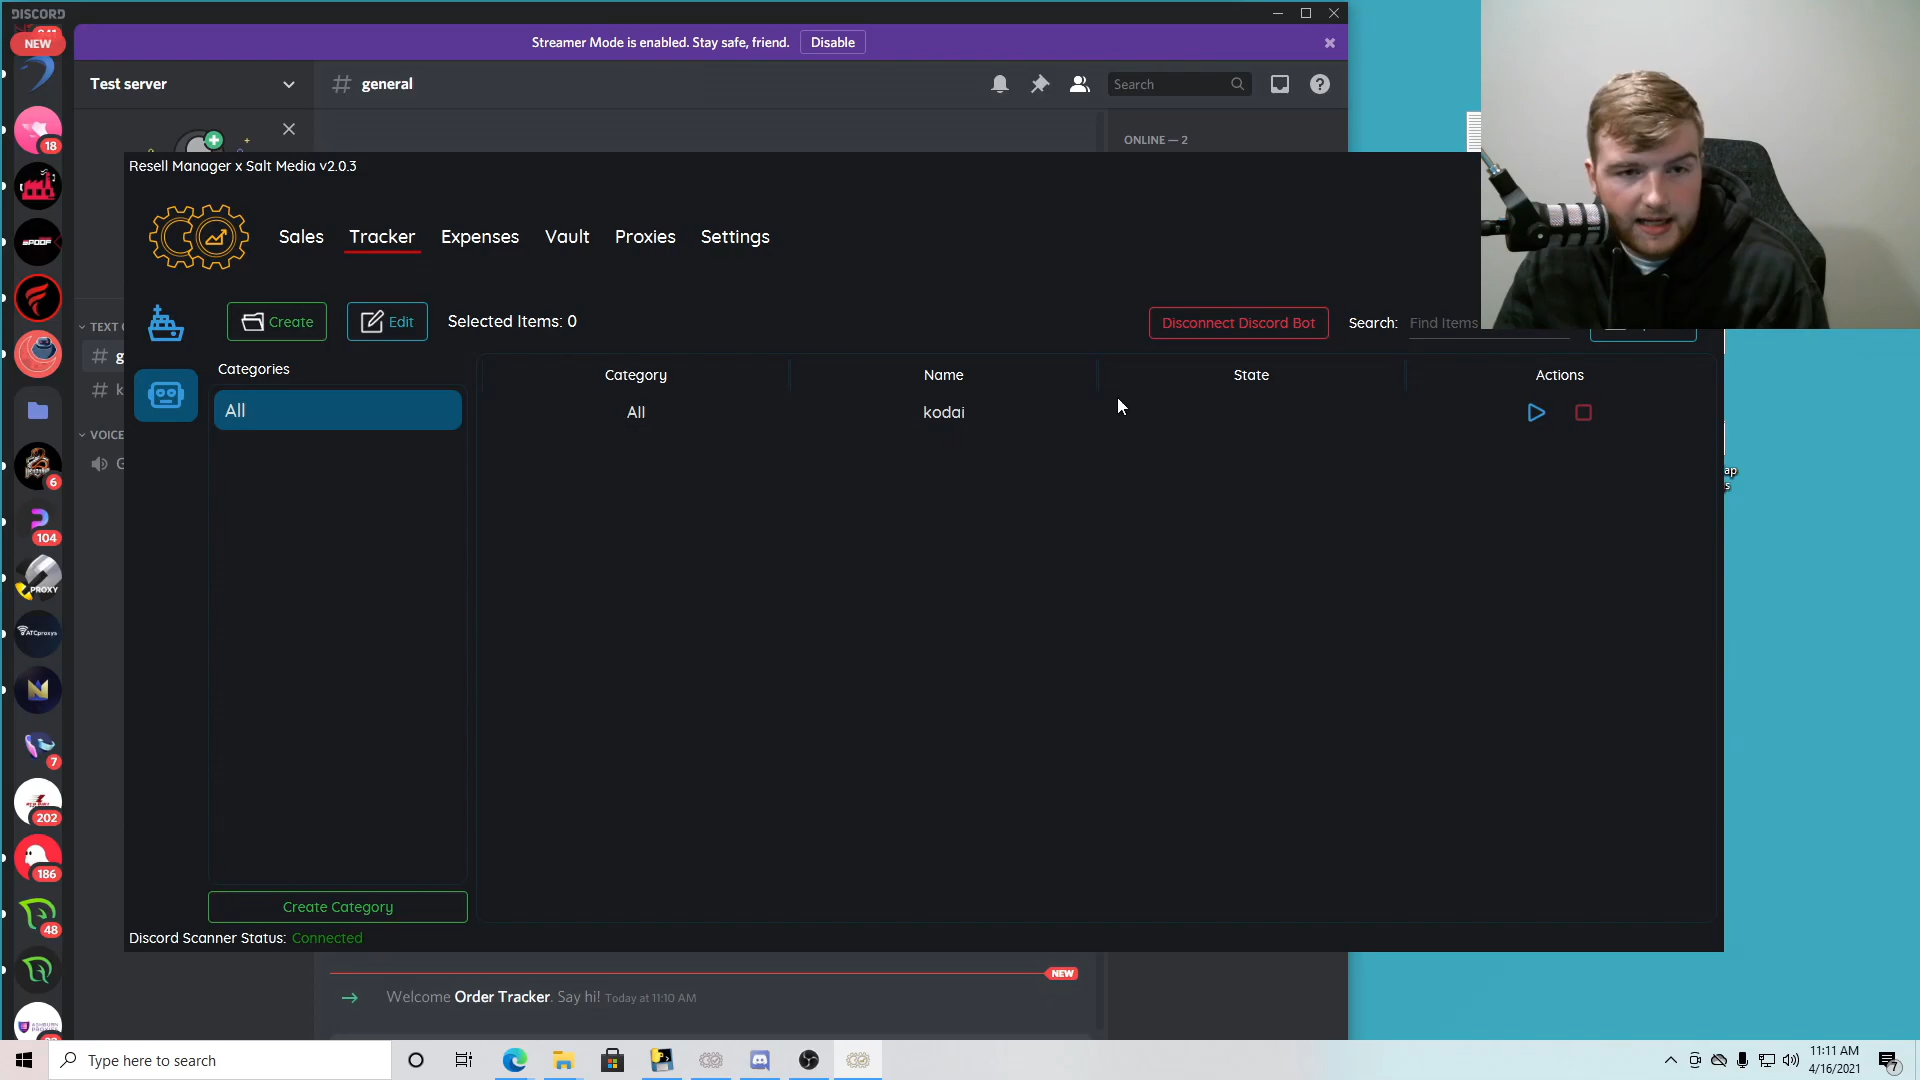 DISCORD
NEW
Streamer Mode is enabled. Stay safe, friend. Disable
Test server
general
Search
ONLINE — 2
Resell Manager x Salt Media v2.0.3
Sales Tracker Expenses Vault Proxies Settings
Create Edit Selected Items: 0
Disconnect Discord Bot Search: Find Items
Categories
All
Category Name State Actions
All kodai
TEXT
VOICE
18
6
104
PROXY
ATCproxys
7
202
186
48
Create Category
Discord Scanner Status: Connected
NEW
Welcome Order Tracker. Say hi! Today at 11:10 AM
Type here to search
11:11 AM
4/16/2021
7